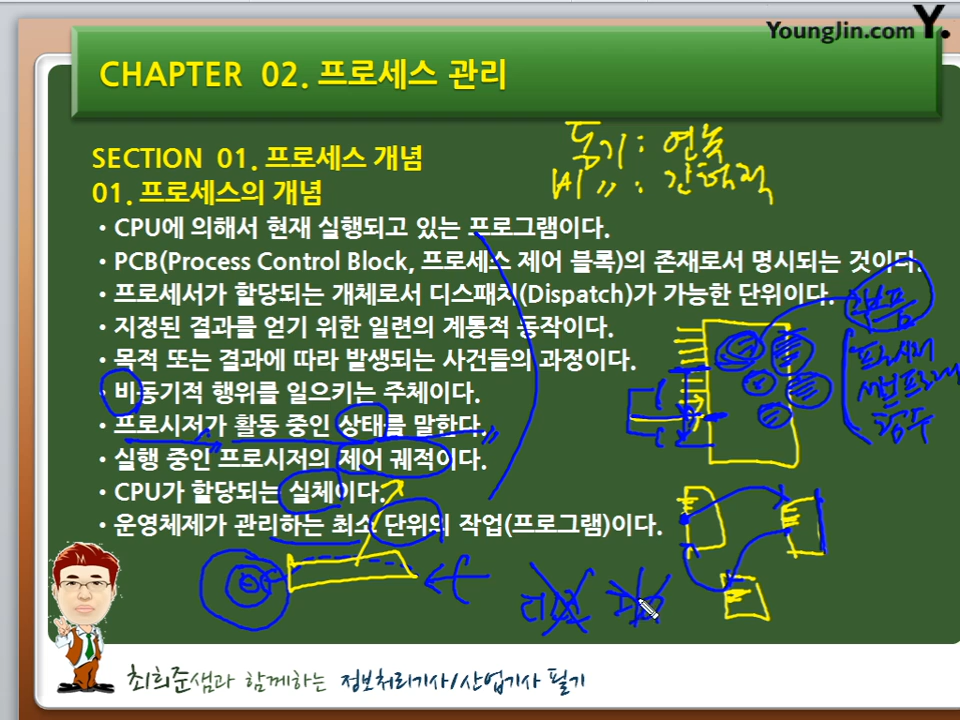 YoungJin.com Y.
CHAPTER 02. 프로세스 관리
SECTION 01. 프로세스 개념
01. 프로세스의 개념
• CPU에 의해서 현재 실행되고 있는 프로그램이다.
• PCB(Process Control Block, 프로세스 제어 블록)의 존재로서 명시되는 것이다.
• 프로세서가 할당되는 개체로서 디스패치(Dispatch)가 가능한 단위이다.
• 지정된 결과를 얻기 위한 일련의 계통적 동작이다.
• 목적 또는 결과에 따라 발생되는 사건들의 과정이다.
• 비동기적 행위를 일으키는 주체이다.
• 프로시저가 활동 중인 상태를 말한다.
• 실행 중인 프로시저의 제어 궤적이다.
• CPU가 할당되는 실체이다.
• 운영체제가 관리하는 최소 단위의 작업(프로그램)이다.
동기 : 연속
비 〃 : 간헐적
부품
프로시저
공유
최희준샘과 함께하는 정보처리기사/산업기사 필기